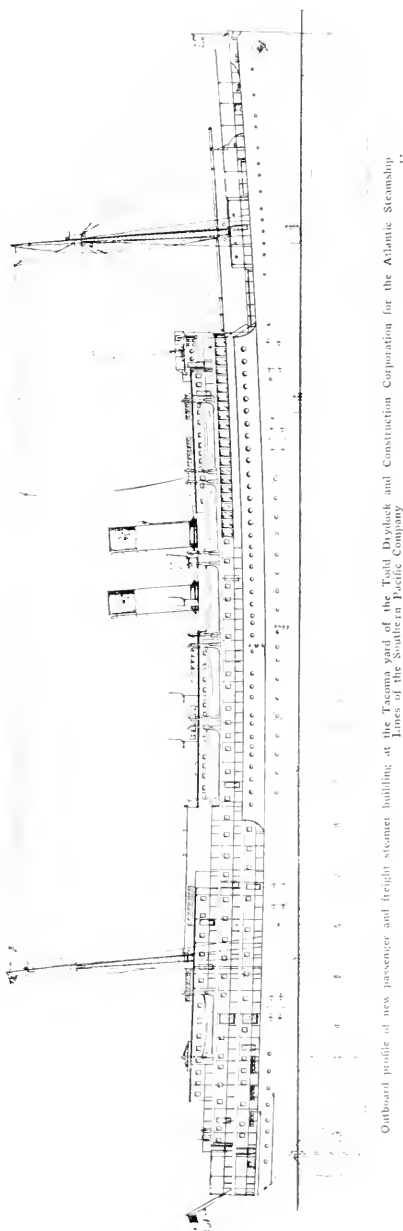 Outboard profile of new passenger and freight steamer building at the Tacoma yard of the Todd Drydock and Construction Corporation for the Atlantic Steamship
Lines of the Southern Pacific Company